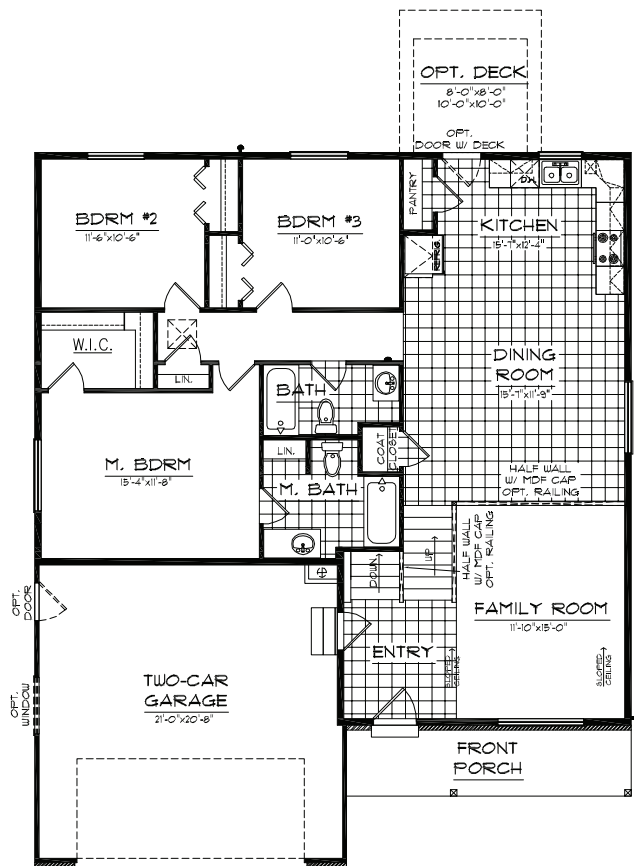 OPT. DECK
8'-0"x8'-0"
10'-0"x10'-0"
OPT.
DOOR W/ DECK
BDRM #2
11'-6"x10'-6"
BDRM #3
11'-0"x10'-6"
PANTRY
D.W.
KITCHEN
15'-7"x12'-4"
REFRIG.
W.I.C.
LIN.
BATH
DINING
ROOM
15'-7"x11'-9"
COAT
CLOSET
M. BDRM
15'-4"x11'-8"
LIN.
M. BATH
HALF WALL
W/ MDF CAP
OPT. RAILING
HALF WALL
W/ MDF CAP
OPT. RAILING
UP
DOWN
OPT.
DOOR
FAMILY ROOM
11'-10"x15'-0"
ENTRY
SLOPED
CEILING
SLOPED
CEILING
TWO-CAR
GARAGE
21'-0"x20'-8"
OPT.
WINDOW
FRONT
PORCH